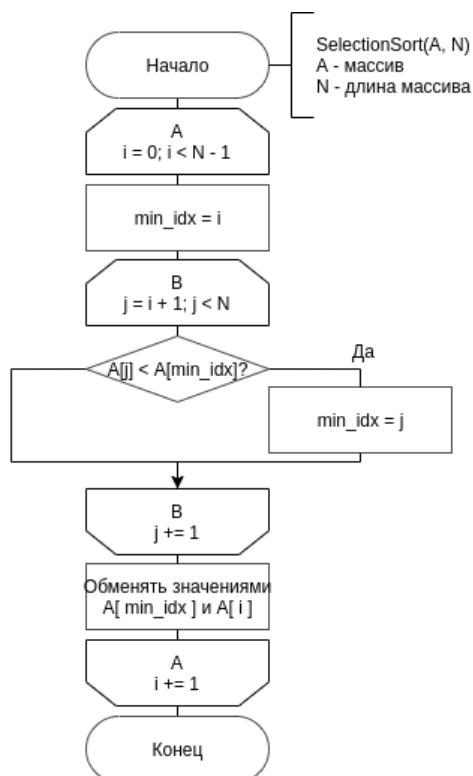 Начало
SelectionSort(A, N)
A - массив
N - длина массива
A
i = 0; i < N - 1
min_idx = i
B
j = i + 1; j < N
A[j] < A[min_idx]?
Да
min_idx = j
B
j += 1
Обменять значениями
A[ min_idx ] и A[ i ]
A
i += 1
Конец